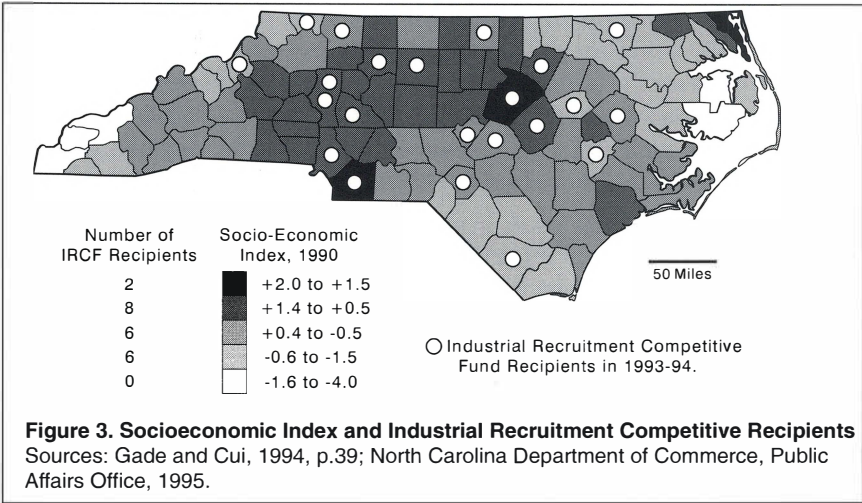 50 Miles
Number of
IRCF Recipients
Socio-Economic
Index, 1990
2 +2.0 to +1.5
8 +1.4 to +0.5
6 +0.4 to -0.5
6 -0.6 to -1.5
0 -1.6 to -4.0
Industrial Recruitment Competitive
Fund Recipients in 1993-94.
Figure 3. Socioeconomic Index and Industrial Recruitment Competitive Recipients
Sources: Gade and Cui, 1994, p.39; North Carolina Department of Commerce, Public
Affairs Office, 1995.